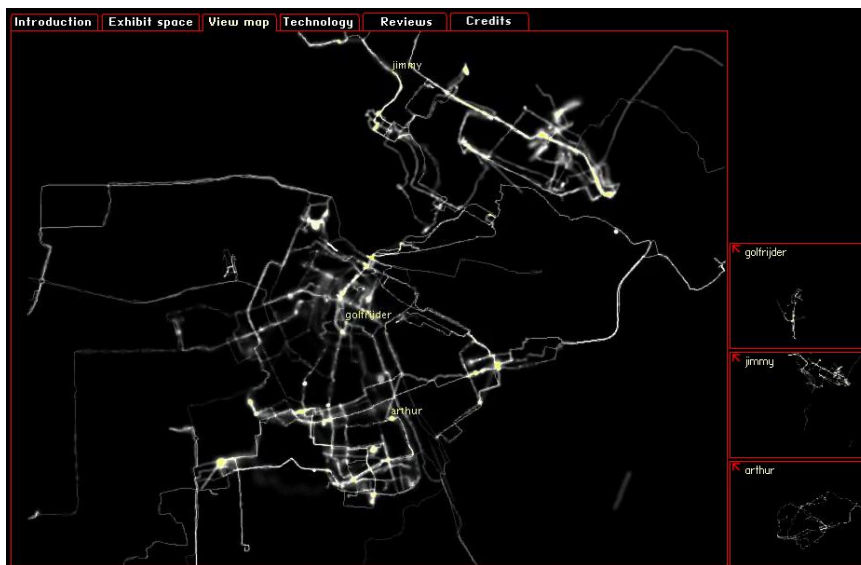 Introduction
Exhibit space
View map
Technology
Reviews
Credits
jimmy
golfrijder
arthur
golfrijder
jimmy
arthur